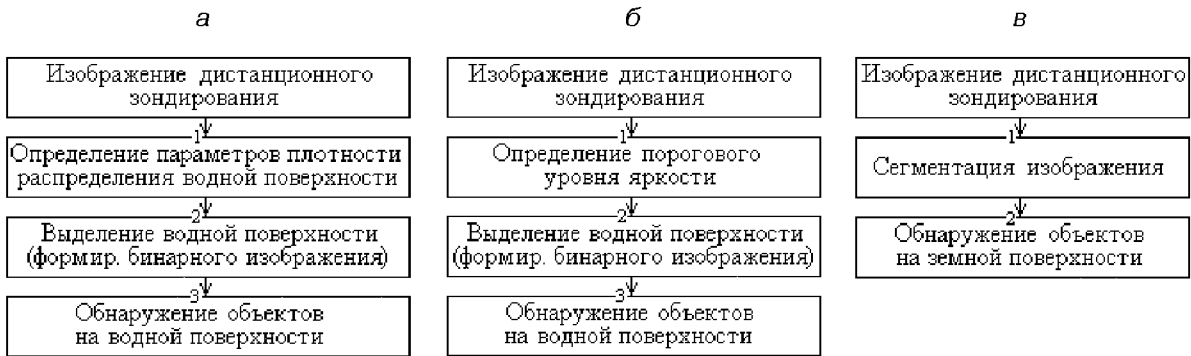 а
Изображение дистанционного
зондирования
1
Определение параметров плотности
распределения водной поверхности
2
Выделение водной поверхности
(формир. бинарного изображения)
3
Обнаружение объектов
на водной поверхности
б
Изображение дистанционного
зондирования
1
Определение порогового
уровня яркости
2
Выделение водной поверхности
(формир. бинарного изображения)
3
Обнаружение объектов
на водной поверхности
в
Изображение дистанционного
зондирования
1
Сегментация изображения
2
Обнаружение объектов
на земной поверхности